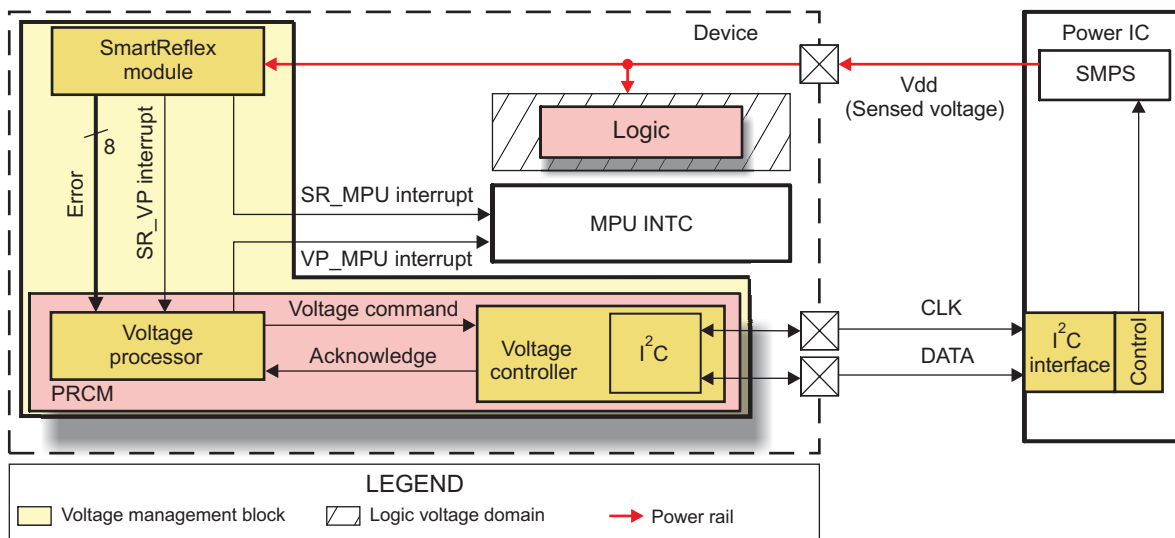 SmartReflex
module
Device
Power IC
SMPS
Vdd
(Sensed voltage)
Logic
8
Error
SR_VP interrupt
SR_MPU interrupt
MPU INTC
VP_MPU interrupt
Voltage
processor
Voltage command
Acknowledge
Voltage
controller
I²C
CLK
DATA
I²C
interface
Control
PRCM
LEGEND
Voltage management block
Logic voltage domain
Power rail